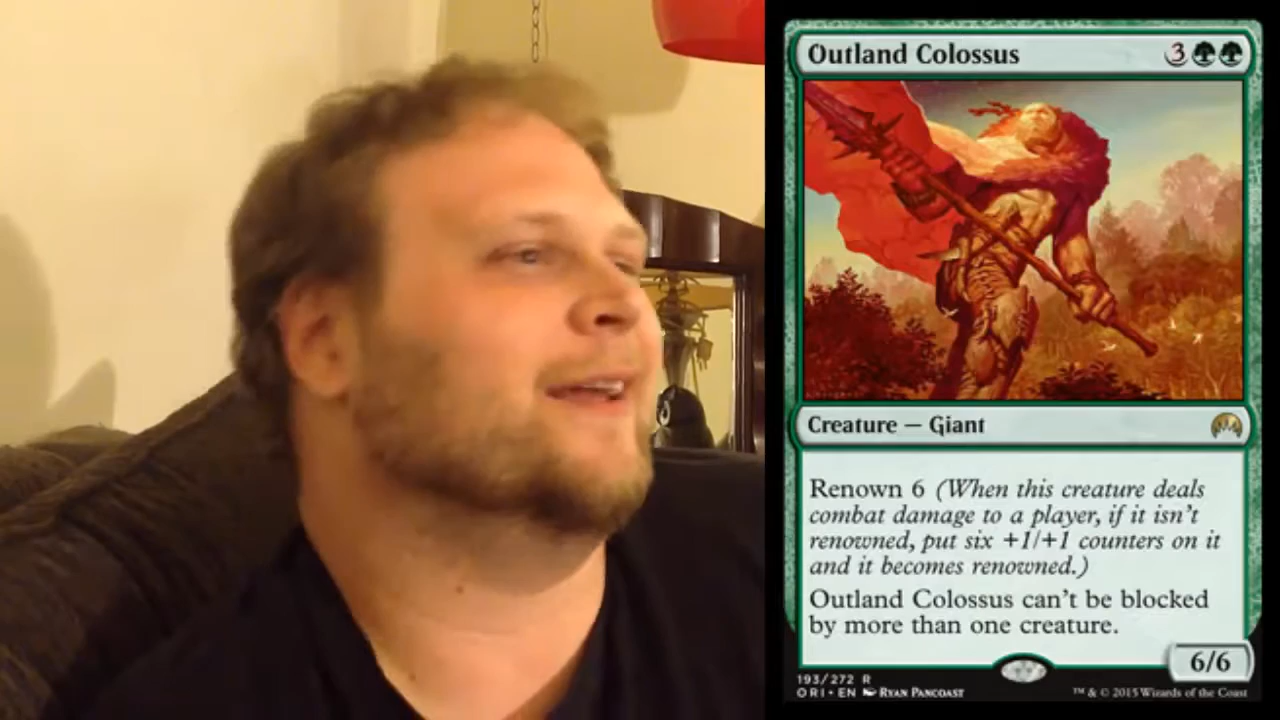 Outland Colossus 3
Creature — Giant
Renown 6 (When this creature deals
combat damage to a player, if it isn't
renowned, put six +1/+1 counters on it
and it becomes renowned.)
Outland Colossus can't be blocked
by more than one creature.
6/6
193/272 R
ORI • EN RYAN PANCOAST
™ & © 2015 Wizards of the Coast